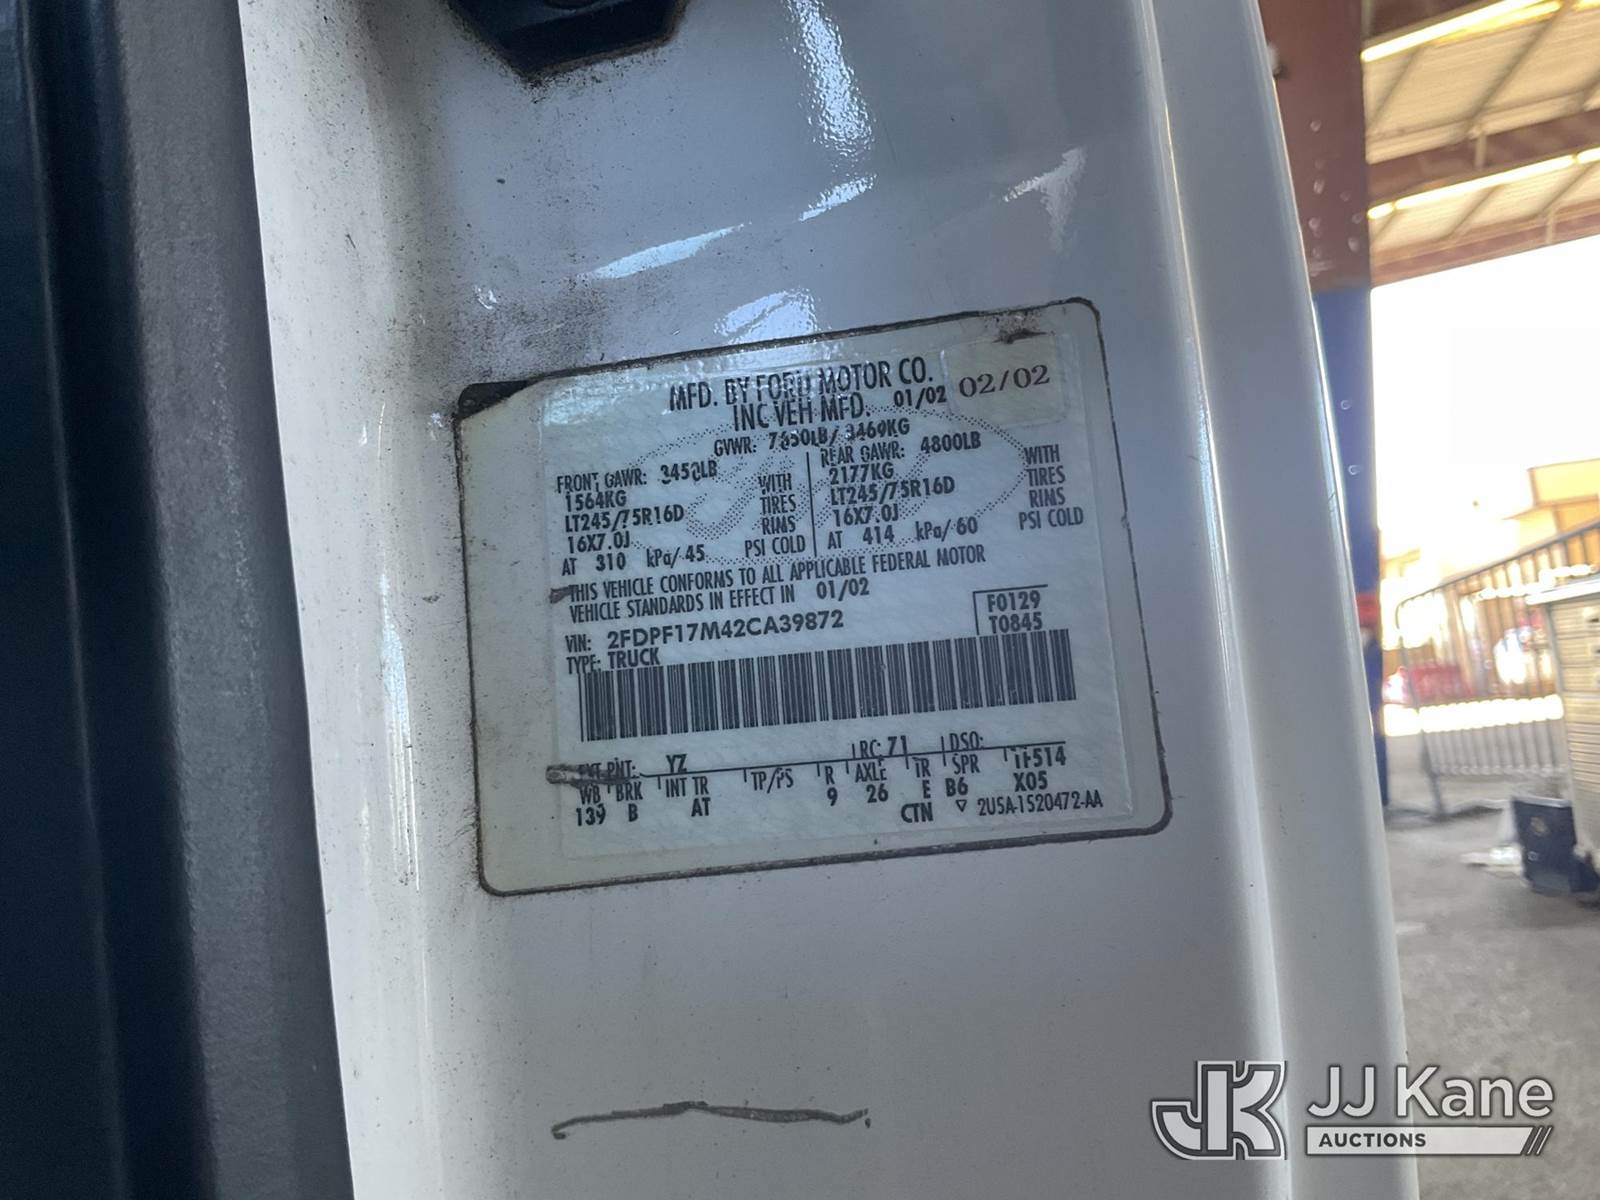 MFD. BY FORD MOTOR CO.
INC VEH MFD. 01/02 02/02
GVWR: 7650LB/ 3469KG
FRONT GAWR: 3450LB
1564KG WITH
LT245/75R16D TIRES
16X7.0J RIMS
AT 310 kPa/ 45 PSI COLD
REAR GAWR: 4800LB
2177KG WITH
LT245/75R16D TIRES
16X7.0J RIMS
AT 414 kPa/ 60 PSI COLD
THIS VEHICLE CONFORMS TO ALL APPLICABLE FEDERAL MOTOR
VEHICLE STANDARDS IN EFFECT IN 01/02
VIN: 2FDPF17M42CA39872 F0129
TYPE: TRUCK T0845
EXT PNT: YZ RC: 71 DSO:
WB BRK INT TR TP/PS R AXLE TR SPR 1F514
139 B AT 9 26 E B6 X05
CTN ▽ 2U5A-1520472-AA
JK JJ Kane
AUCTIONS